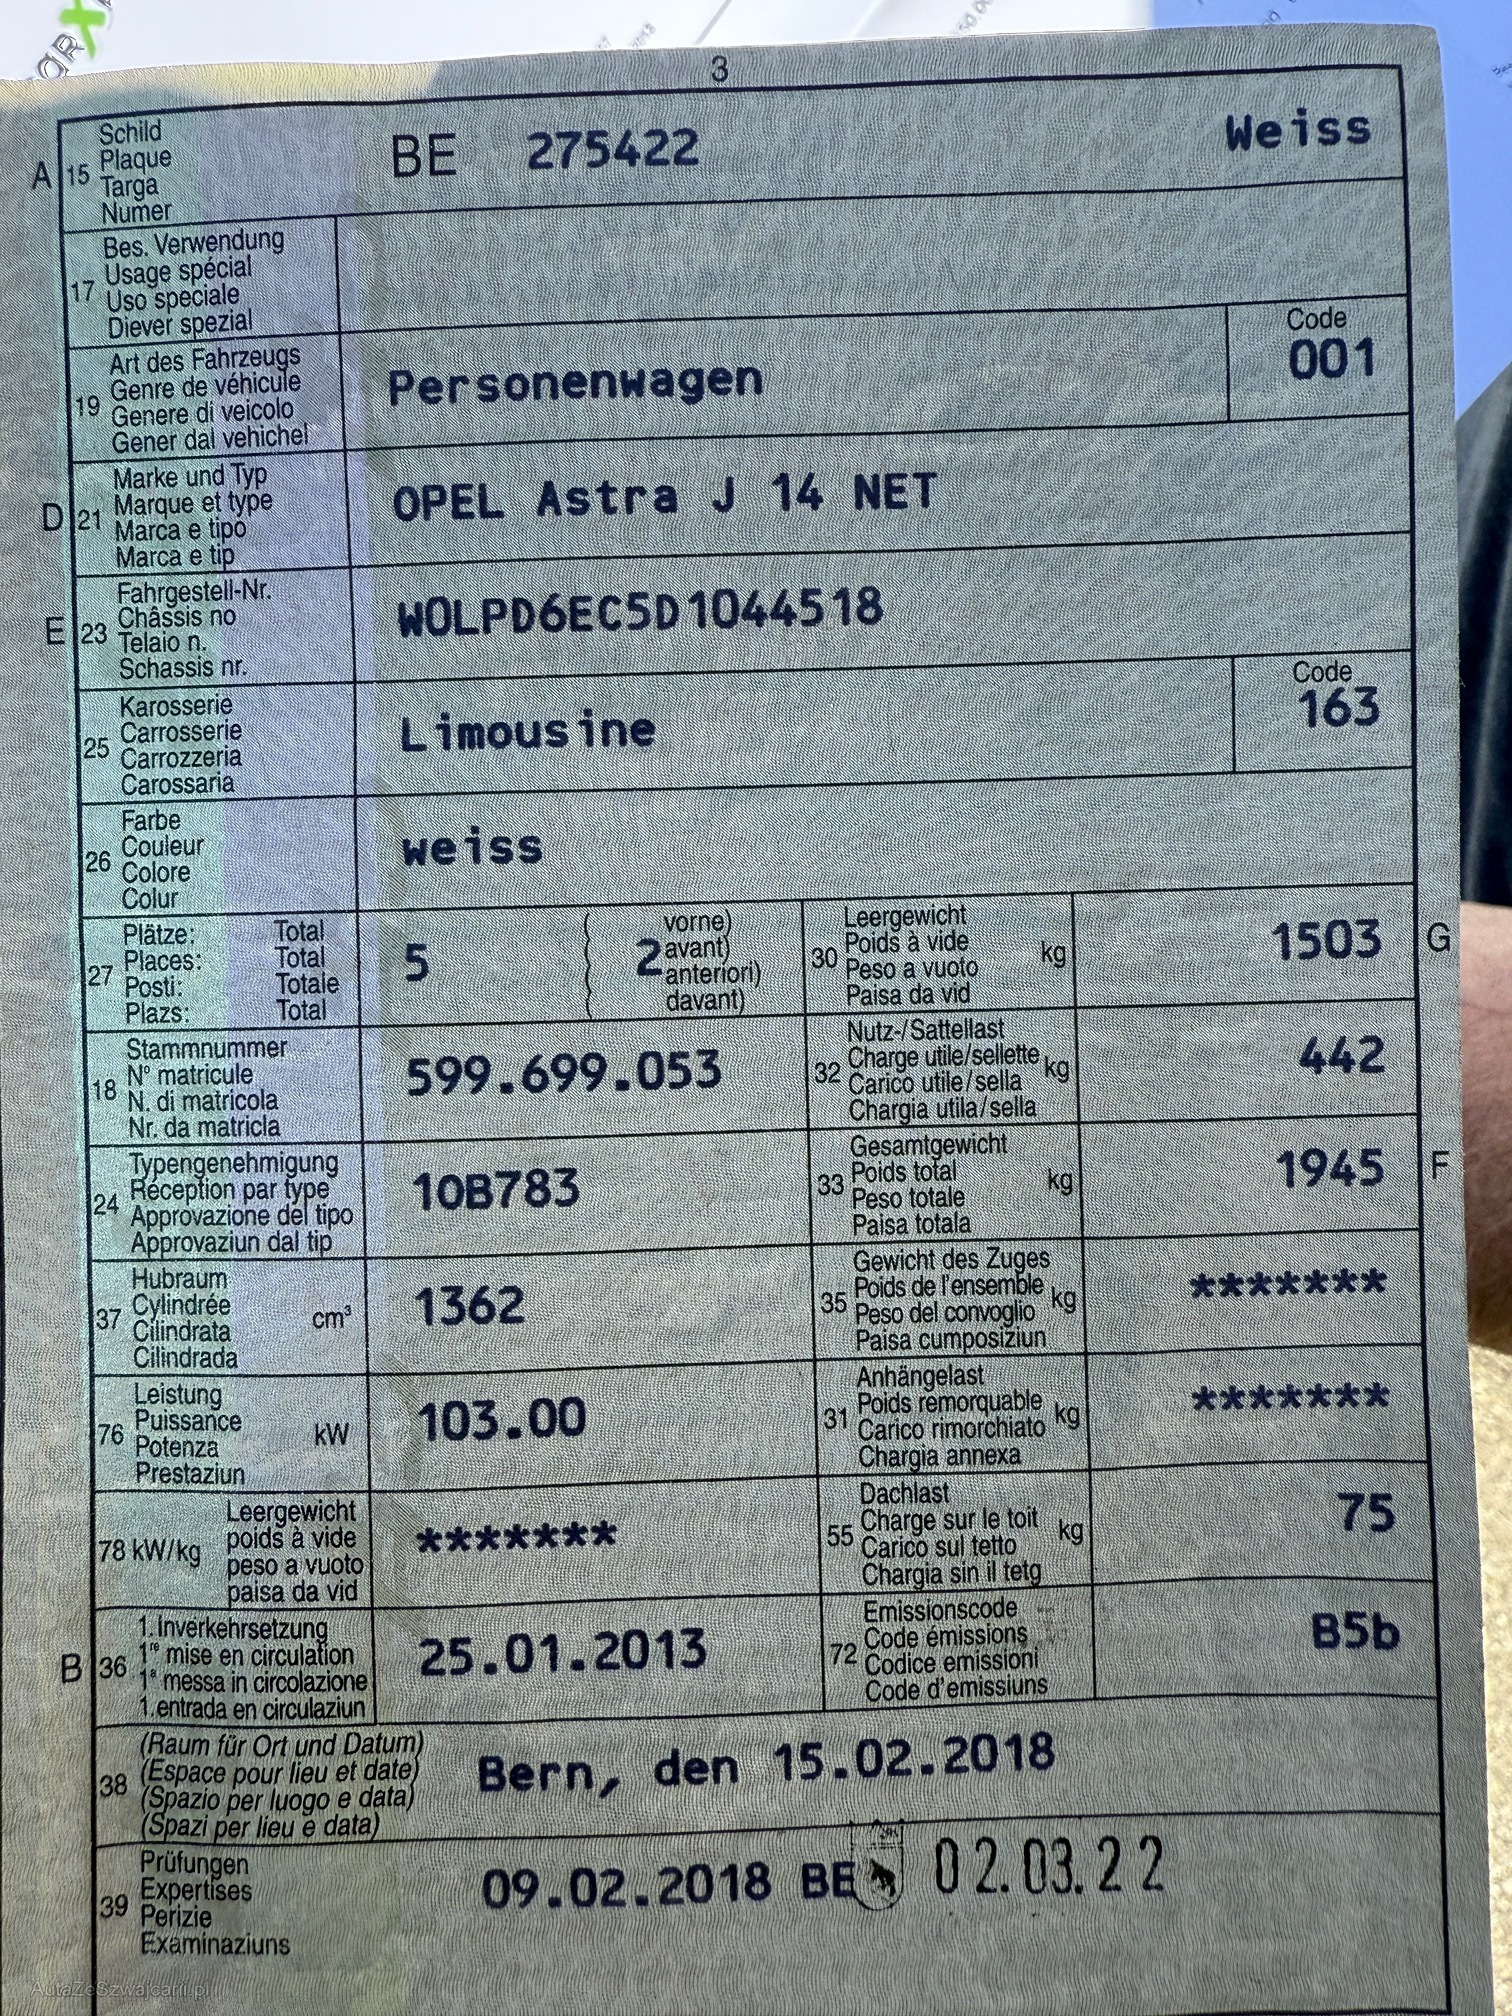 3
A 15 Schild
Plaque
Targa
Numer
BE 275422 Weiss
17 Bes. Verwendung
Usage spécial
Uso speciale
Diever spezial
19 Art des Fahrzeugs
Genre de véhicule
Genere di veicolo
Gener dal vehichel
Personenwagen
Code
001
D 21 Marke und Typ
Marque et type
Marca e tipo
Marca e tip
OPEL Astra J 14 NET
E 23 Fahrgestell-Nr.
Châssis no
Telaio n.
Schassis nr.
W0LPD6EC5D1044518
25 Karosserie
Carrosserie
Carrozzeria
Carossaria
Limousine
Code
163
26 Farbe
Couleur
Colore
Colur
weiss
27 Plätze: Total
Places: Total
Posti: Totale
Plazs: Total
5
2
vorne)
avant)
anteriori)
davant)
30 Leergewicht
Poids à vide
Peso a vuoto
Paisa da vid
kg
1503 G
18 Stammnummer
N° matricule
N. di matricola
Nr. da matricla
599.699.053
32 Nutz-/Sattellast
Charge utile/sellette
Carico utile/sella
Chargia utila/sella
kg
442
24 Typengenehmigung
Réception par type
Approvazione del tipo
Approvaziun dal tip
10B783
33 Gesamtgewicht
Poids total
Peso totale
Paisa totala
kg
1945 F
37 Hubraum
Cylindrée
Cilindrata
Cilindrada
cm³
1362
35 Gewicht des Zuges
Poids de l'ensemble
Peso del convoglio
Paisa cumposiziun
kg
*******
76 Leistung
Puissance
Potenza
Prestaziun
kW
103.00
31 Anhängelast
Poids remorquable
Carico rimorchiato
Chargia annexa
kg
*******
78 kW/kg
Leergewicht
poids à vide
peso a vuoto
paisa da vid
*******
55 Dachlast
Charge sur le toit
Carico sul tetto
Chargia sin il tetg
kg
75
B 36 1. Inverkehrsetzung
1re mise en circulation
1a messa in circolazione
1. entrada en circulaziun
25.01.2013
72 Emissionscode
Code émissions
Codice emissioni
Code d'emissiuns
B5b
38 (Raum für Ort und Datum)
(Espace pour lieu et date)
(Spazio per luogo e data)
(Spazi per lieu e data)
Bern, den 15.02.2018
39 Prüfungen
Expertises
Perizie
Examinaziuns
09.02.2018 BE 02.03.22
AutaZeSzwajcarii.pl